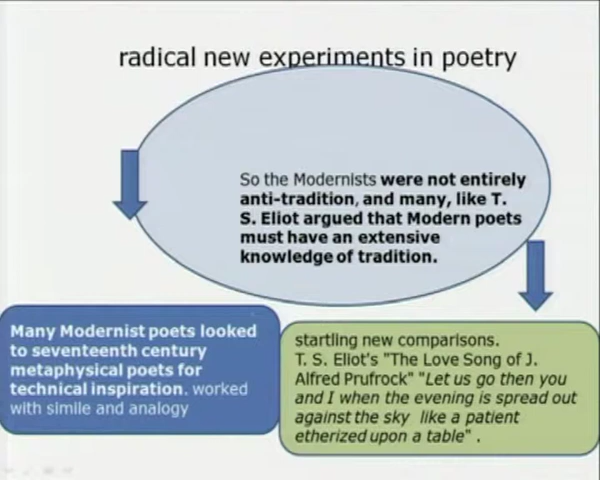 radical new experiments in poetry
So the Modernists were not entirely
anti-tradition, and many, like T.
S. Eliot argued that Modern poets
must have an extensive
knowledge of tradition.
Many Modernist poets looked
to seventeenth century
metaphysical poets for
technical inspiration. worked
with simile and analogy
startling new comparisons.
T. S. Eliot's "The Love Song of J.
Alfred Prufrock" "Let us go then you
and I when the evening is spread out
against the sky like a patient
etherized upon a table" .